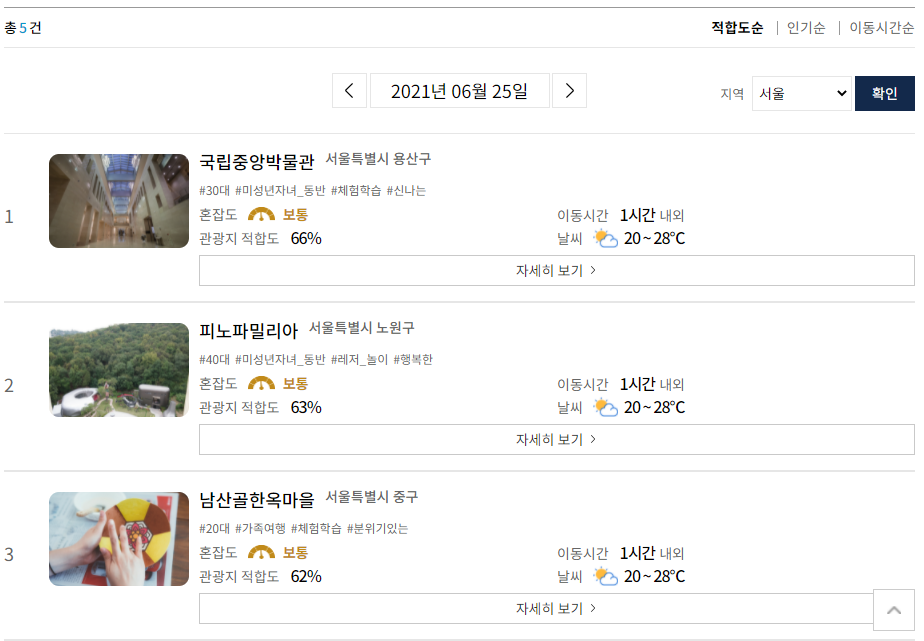 총 5 건
적합도순 | 인기순 | 이동시간순
2021년 06월 25일
지역 서울 확인
1
국립중앙박물관 서울특별시 용산구
#30대 #미성년자녀_동반 #체험학습 #신나는
혼잡도 보통
이동시간 1시간 내외
관광지 적합도 66%
날씨 20~28℃
자세히 보기 >
2
피노파밀리아 서울특별시 노원구
#40대 #미성년자녀_동반 #레저_놀이 #행복한
혼잡도 보통
이동시간 1시간 내외
관광지 적합도 63%
날씨 20~28℃
자세히 보기 >
3
남산골한옥마을 서울특별시 중구
#20대 #가족여행 #체험학습 #분위기있는
혼잡도 보통
이동시간 1시간 내외
관광지 적합도 62%
날씨 20~28℃
자세히 보기 >